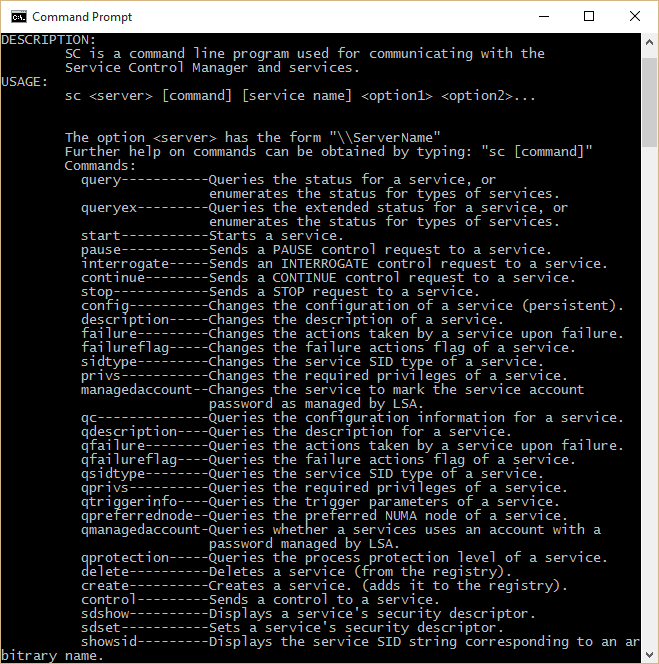 Command Prompt
DESCRIPTION:
        SC is a command line program used for communicating with the
        Service Control Manager and services.
USAGE:
        sc <server> [command] [service name] <option1> <option2>...
        The option <server> has the form "\\ServerName"
        Further help on commands can be obtained by typing: "sc [command]"
        Commands:
          query-----------Queries the status for a service, or
                          enumerates the status for types of services.
          queryex---------Queries the extended status for a service, or
                          enumerates the status for types of services.
          start-----------Starts a service.
          pause-----------Sends a PAUSE control request to a service.
          interrogate-----Sends an INTERROGATE control request to a service.
          continue--------Sends a CONTINUE control request to a service.
          stop------------Sends a STOP request to a service.
          config----------Changes the configuration of a service (persistent).
          description-----Changes the description of a service.
          failure---------Changes the actions taken by a service upon failure.
          failureflag-----Changes the failure actions flag of a service.
          sidtype---------Changes the service SID type of a service.
          privs-----------Changes the required privileges of a service.
          managedaccount--Changes the service to mark the service account
                          password as managed by LSA.
          qc--------------Queries the configuration information for a service.
          qdescription----Queries the description for a service.
          qfailure--------Queries the actions taken by a service upon failure.
          qfailureflag----Queries the failure actions flag of a service.
          qsidtype--------Queries the service SID type of a service.
          qprivs----------Queries the required privileges of a service.
          qtriggerinfo----Queries the trigger parameters of a service.
          qpreferrednode--Queries the preferred NUMA node of a service.
          qmanagedaccount-Queries whether a services uses an account with a
                          password managed by LSA.
          qprotection-----Queries the process protection level of a service.
          delete----------Deletes a service (from the registry).
          create----------Creates a service. (adds it to the registry).
          control---------Sends a control to a service.
          sdshow----------Displays a service's security descriptor.
          sdset-----------Sets a service's security descriptor.
          showsid---------Displays the service SID string corresponding to an ar
bitrary name.